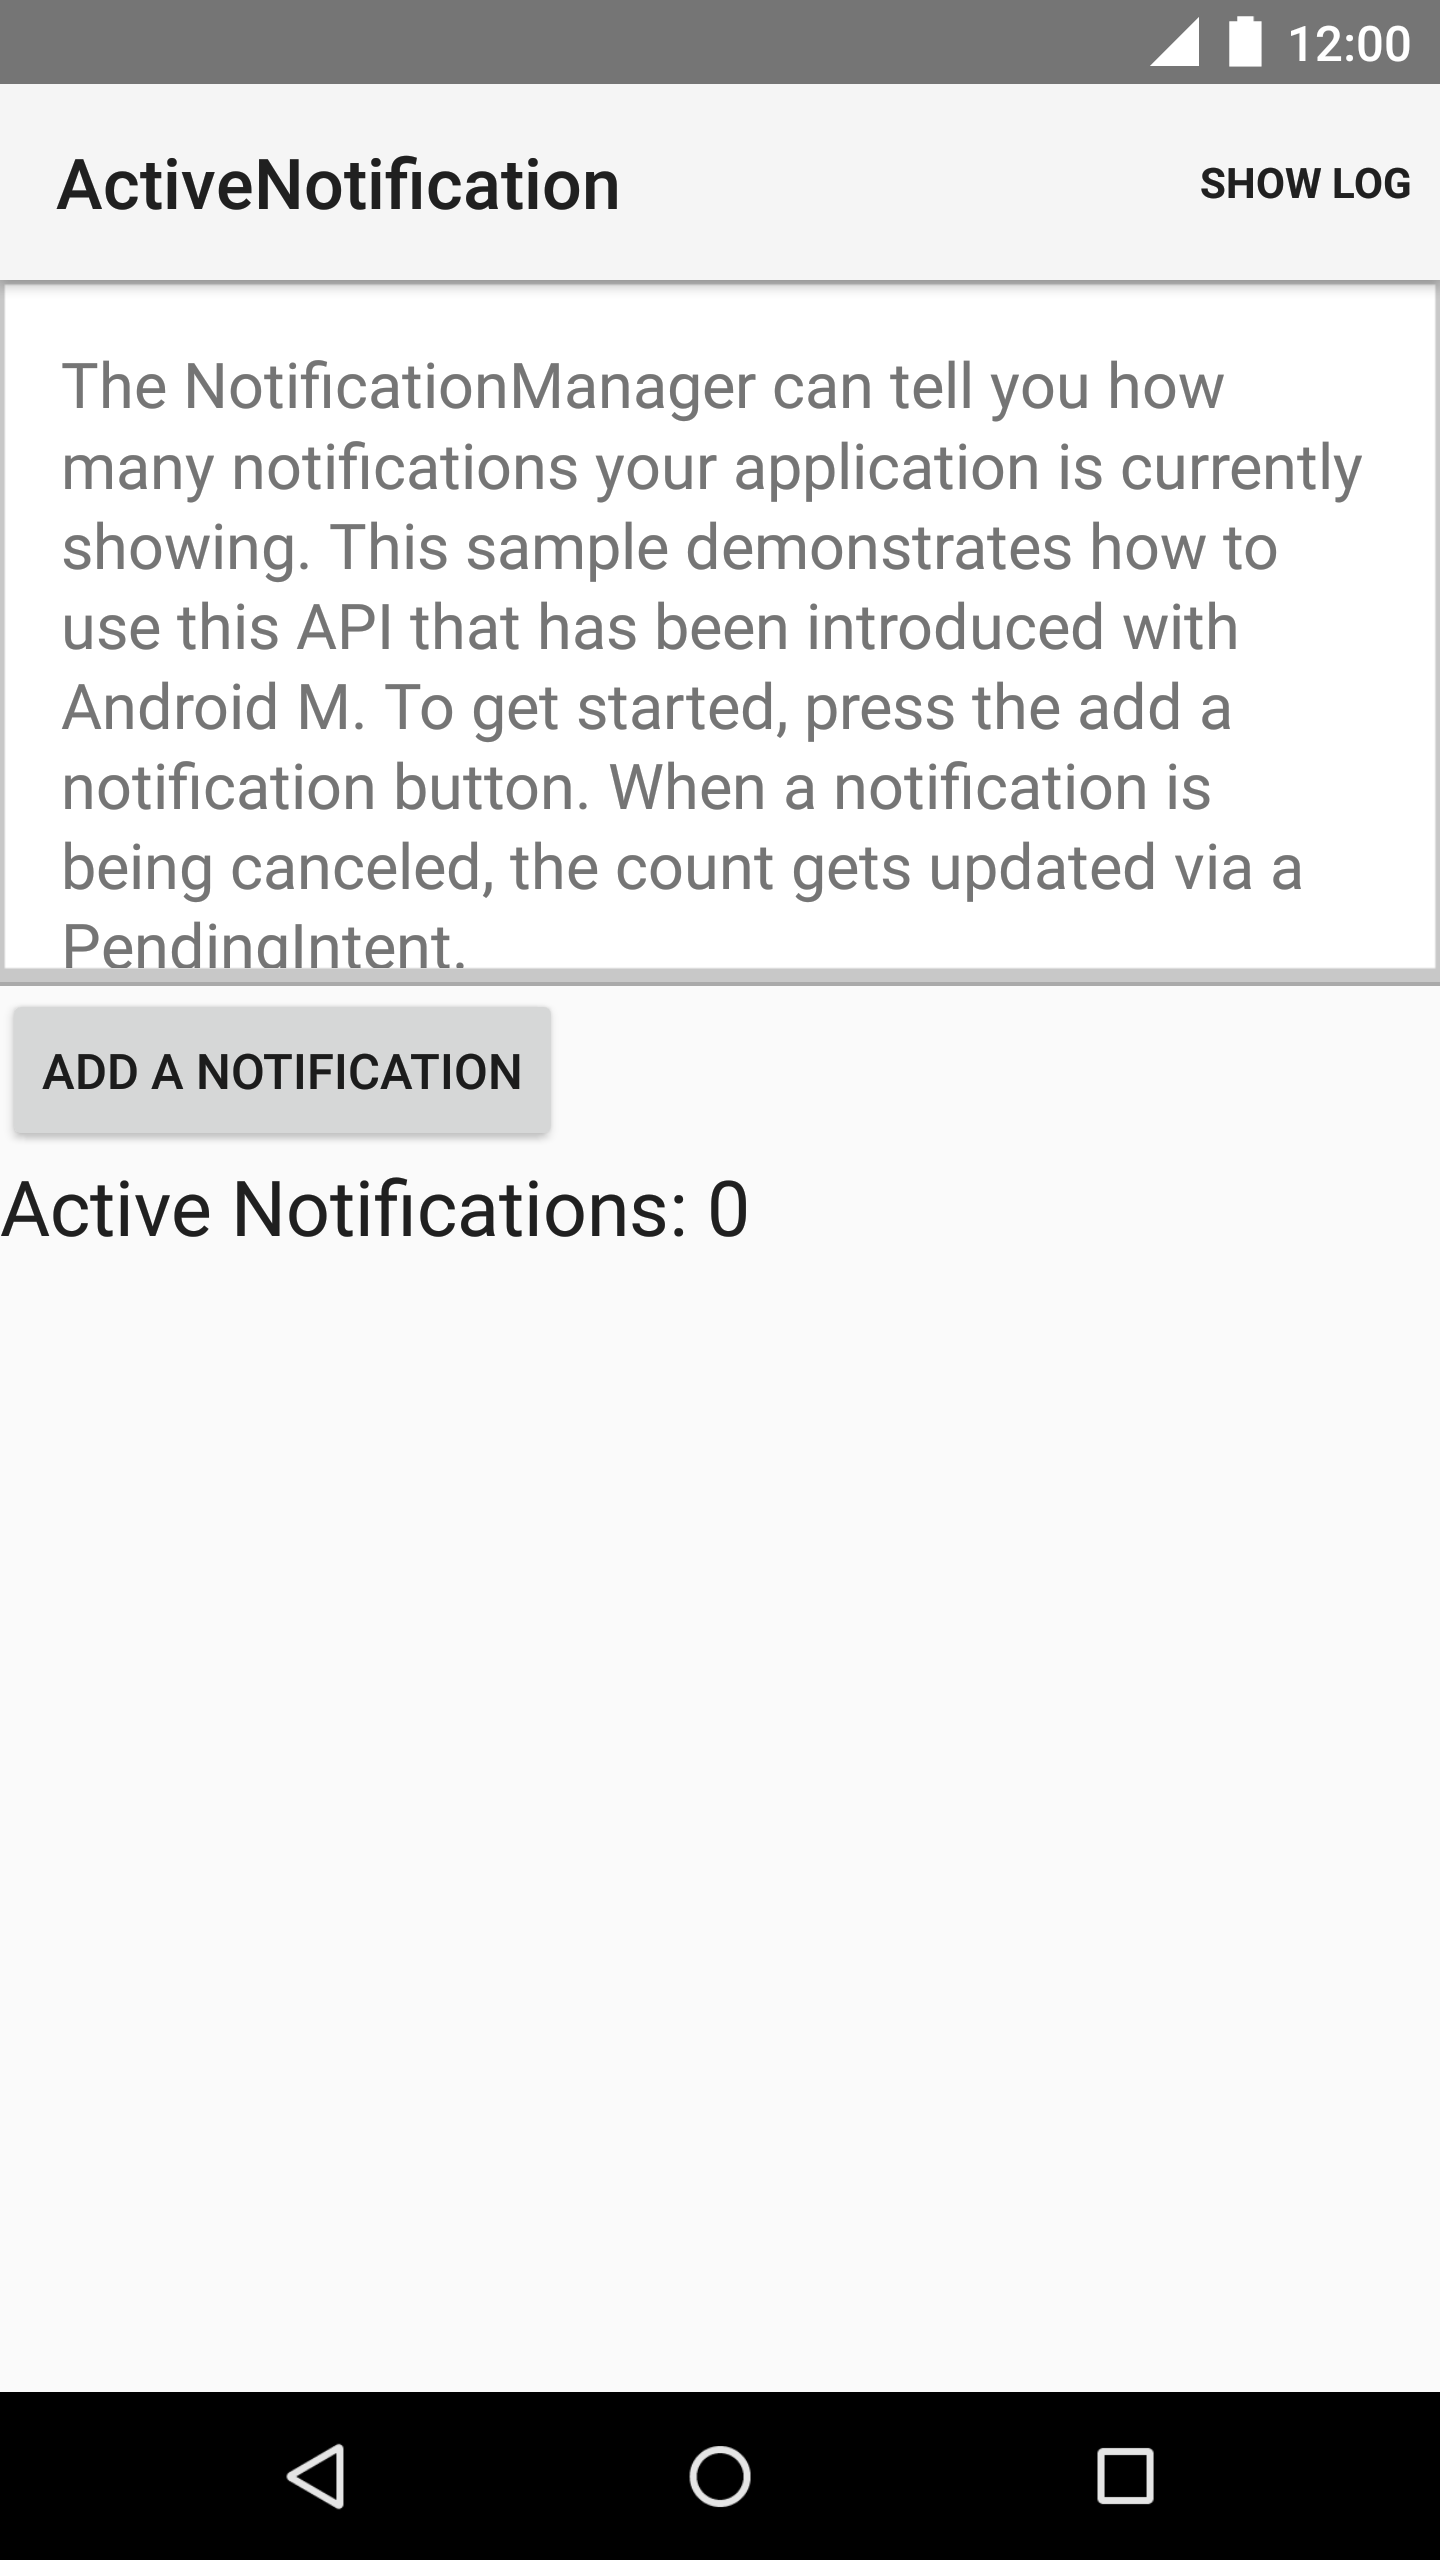 12:00
ActiveNotification
SHOW LOG
The NotificationManager can tell you how
many notifications your application is currently
showing. This sample demonstrates how to
use this API that has been introduced with
Android M. To get started, press the add a
notification button. When a notification is
being canceled, the count gets updated via a
PendingIntent.
ADD A NOTIFICATION
Active Notifications: 0